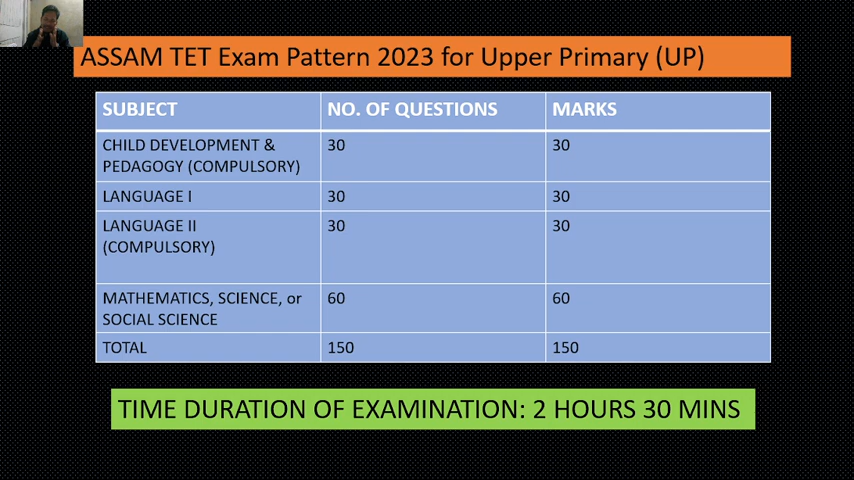 ASSAM TET Exam Pattern 2023 for Upper Primary (UP)
SUBJECT NO. OF QUESTIONS MARKS
CHILD DEVELOPMENT & 30 30
PEDAGOGY (COMPULSORY)
LANGUAGE I 30 30
LANGUAGE II 30 30
(COMPULSORY)
MATHEMATICS, SCIENCE, or 60 60
SOCIAL SCIENCE
TOTAL 150 150
TIME DURATION OF EXAMINATION: 2 HOURS 30 MINS